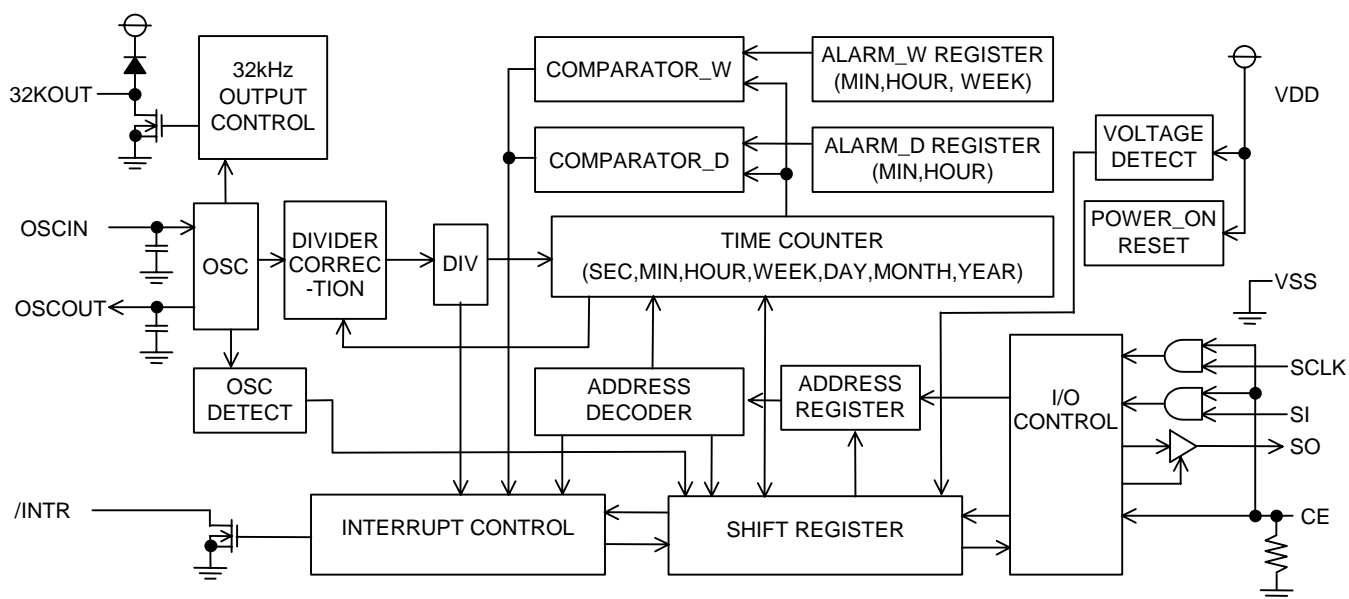 32KOUT
32kHz
OUTPUT
CONTROL
COMPARATOR_W
ALARM_W REGISTER
(MIN,HOUR, WEEK)
VDD
COMPARATOR_D
ALARM_D REGISTER
(MIN,HOUR)
VOLTAGE
DETECT
POWER_ON
RESET
OSCIN
OSCOUT
OSC
DIVIDER
CORREC
-TION
DIV
TIME COUNTER
(SEC,MIN,HOUR,WEEK,DAY,MONTH,YEAR)
VSS
OSC
DETECT
ADDRESS
DECODER
ADDRESS
REGISTER
I/O
CONTROL
SCLK
SI
SO
/INTR
INTERRUPT CONTROL
SHIFT REGISTER
CE